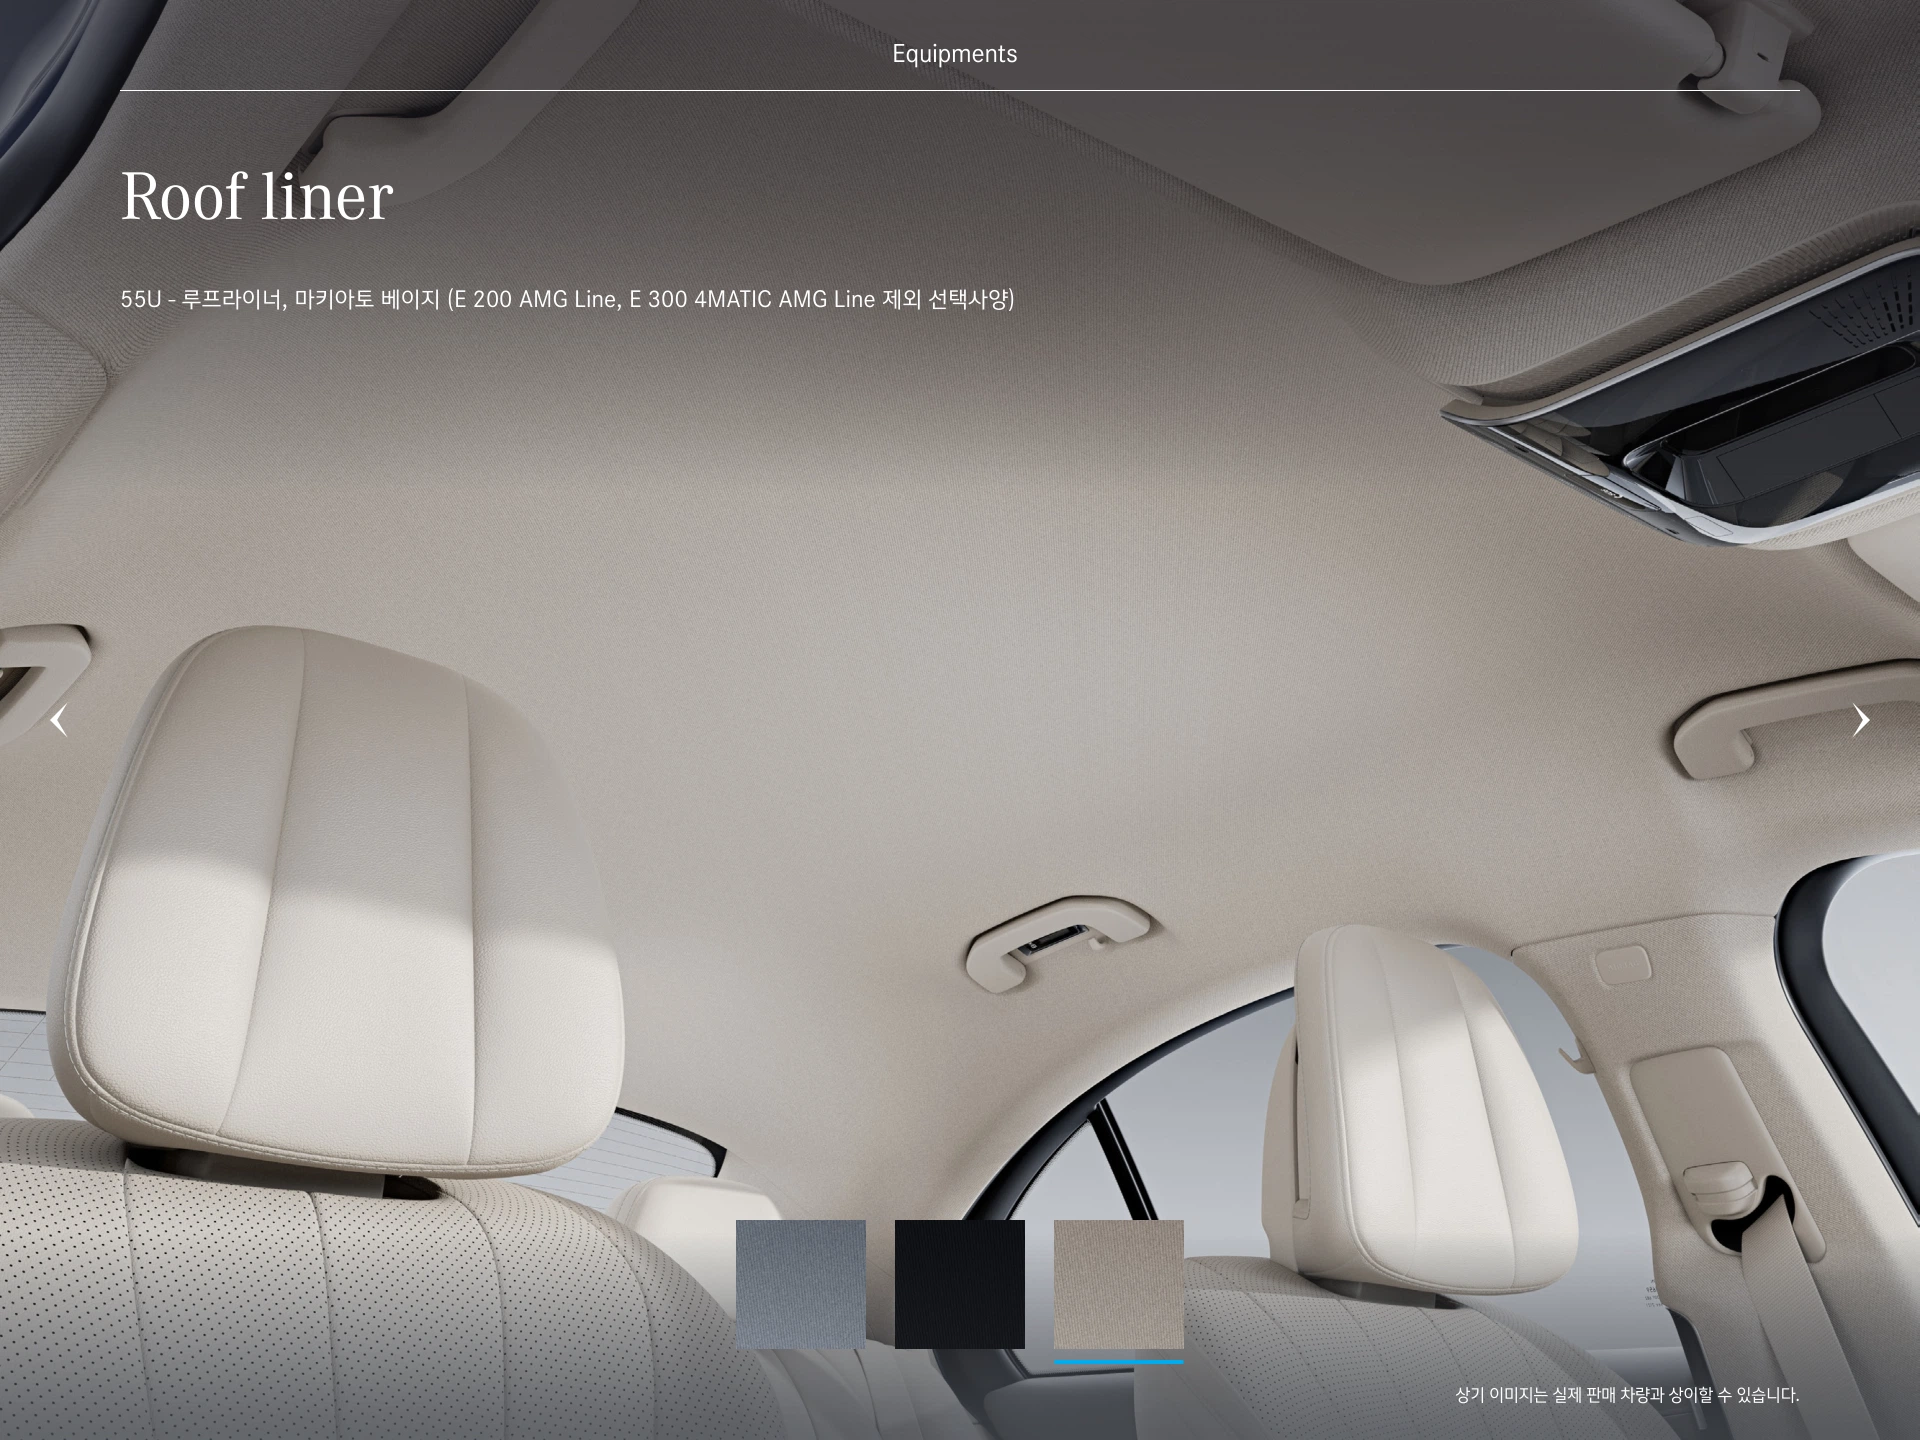 Equipments
Roof liner
55U - 루프라이너, 마키아토 베이지 (E 200 AMG Line, E 300 4MATIC AMG Line 제외 선택사양)
상기 이미지는 실제 판매 차량과 상이할 수 있습니다.